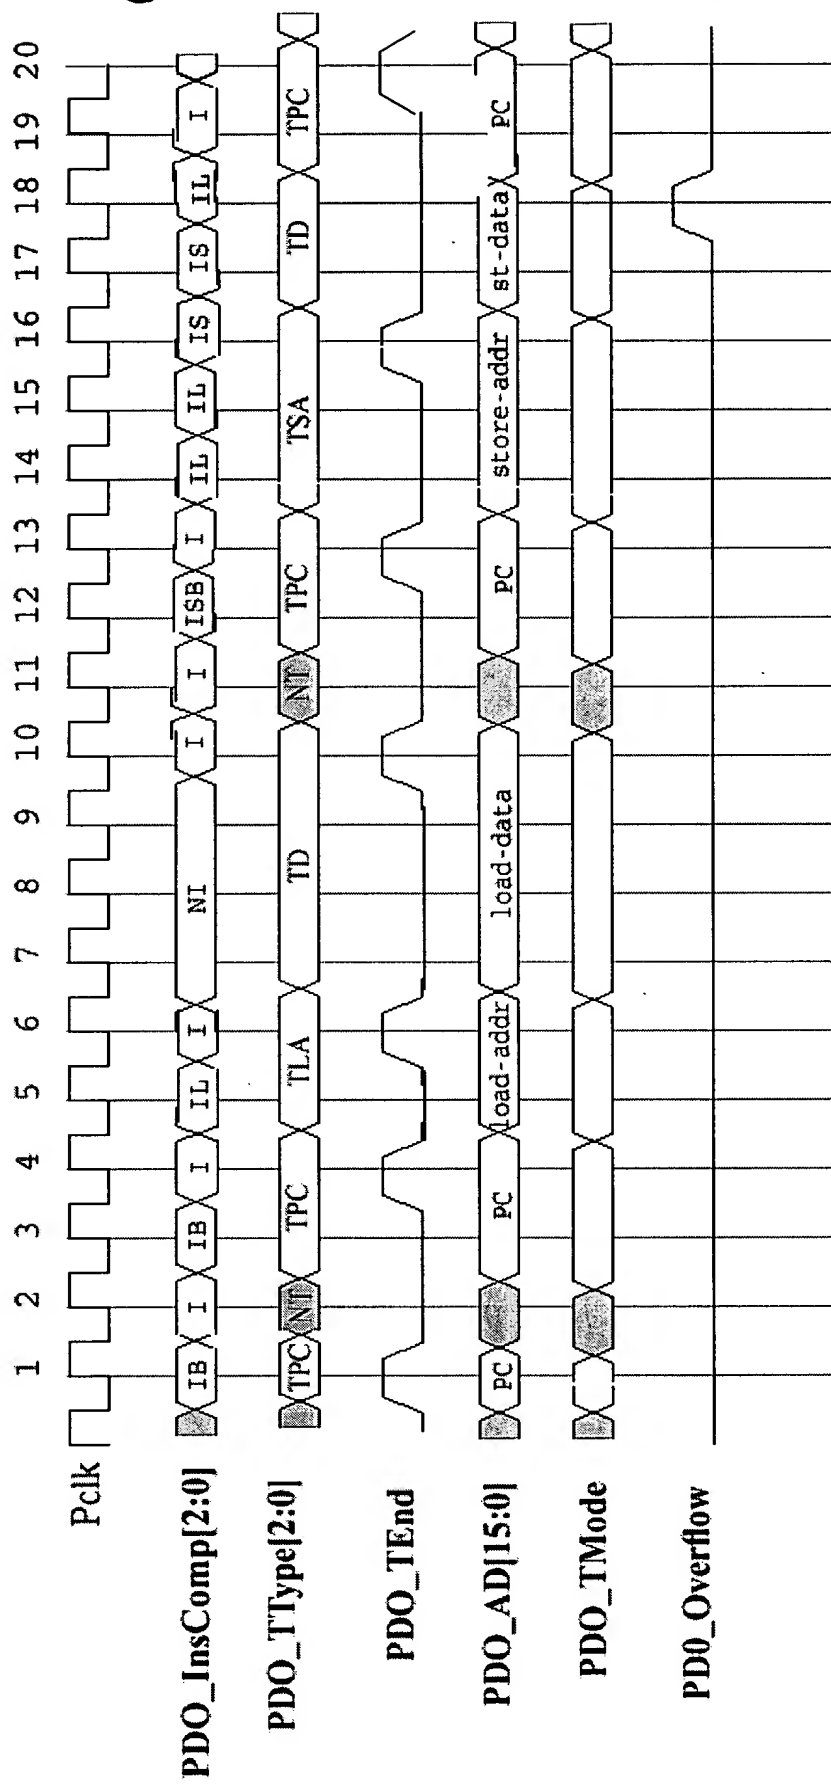 1 2 3 4 5 6 7 8 9 10 11 12 13 14 15 16 17 18 19 20
Pclk
PDO_InsComp[2:0] IB I IB I IL I NI I I ISB I IL IL IS IS IL I
PDO_TType[2:0] TPC NT TPC TLA TD NT TPC TSA TD TPC
PDO_TEnd
PDO_AD[15:0] PC PC load-addr load-data PC store-addr st-data PC
PDO_TMode
PD0_Overflow